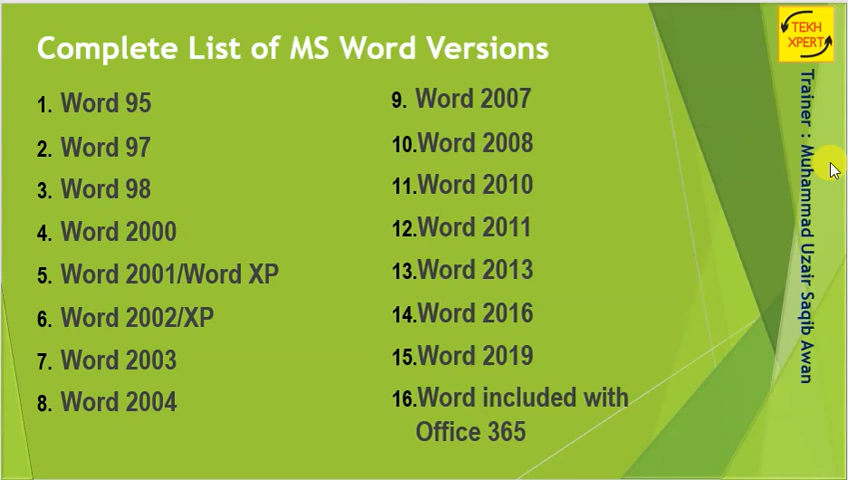 Complete List of MS Word Versions
1. Word 95
2. Word 97
3. Word 98
4. Word 2000
5. Word 2001/Word XP
6. Word 2002/XP
7. Word 2003
8. Word 2004
9. Word 2007
10.Word 2008
11.Word 2010
12.Word 2011
13.Word 2013
14.Word 2016
15.Word 2019
16.Word included with
Office 365
TEKH
XPERT
Trainer : Muhammad Uzair Saqib Awan